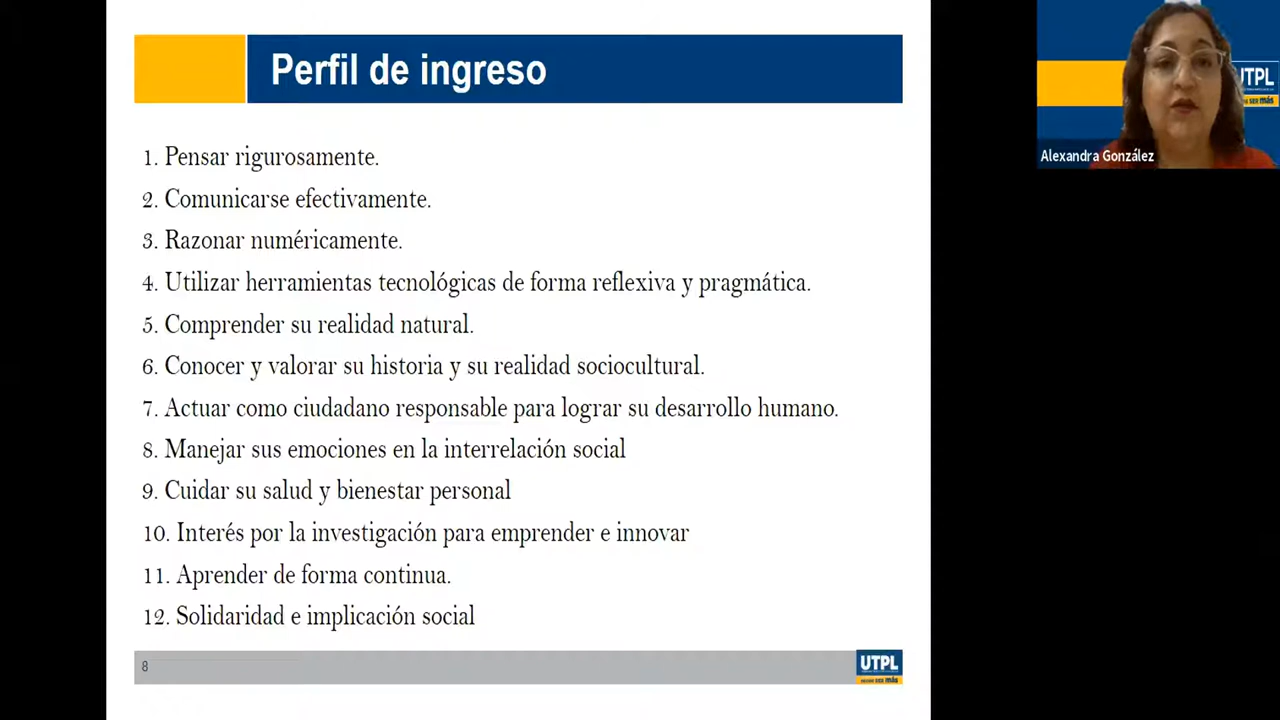 Perfil de ingreso
1. Pensar rigurosamente.
2. Comunicarse efectivamente.
3. Razonar numéricamente.
4. Utilizar herramientas tecnológicas de forma reflexiva y pragmática.
5. Comprender su realidad natural.
6. Conocer y valorar su historia y su realidad sociocultural.
7. Actuar como ciudadano responsable para lograr su desarrollo humano.
8. Manejar sus emociones en la interrelación social
9. Cuidar su salud y bienestar personal
10. Interés por la investigación para emprender e innovar
11. Aprender de forma continua.
12. Solidaridad e implicación social
8
UTPL
más
UTPL
más
Alexandra González